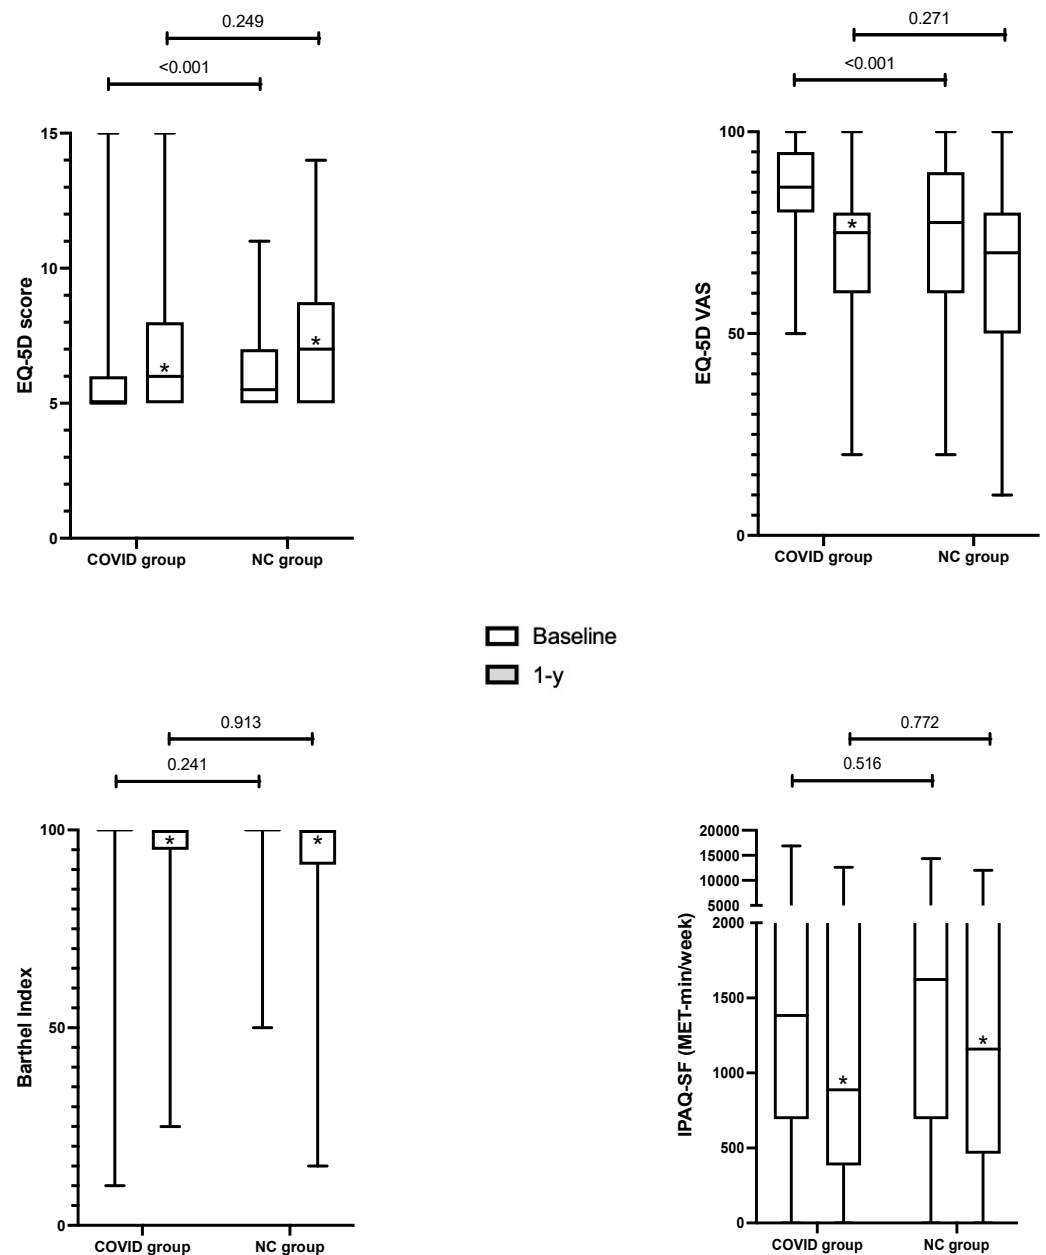 0.249
<0.001
15
10
5
0
EQ-5D score
*
*
COVID group
NC group
0.271
<0.001
100
50
0
EQ-5D VAS
*
COVID group
NC group
Baseline
1-y
0.913
0.241
100
50
0
Barthel Index
*
*
COVID group
NC group
0.772
0.516
20000
15000
10000
5000
2000
1500
1000
500
0
IPAQ-SF (MET-min/week)
*
*
COVID group
NC group